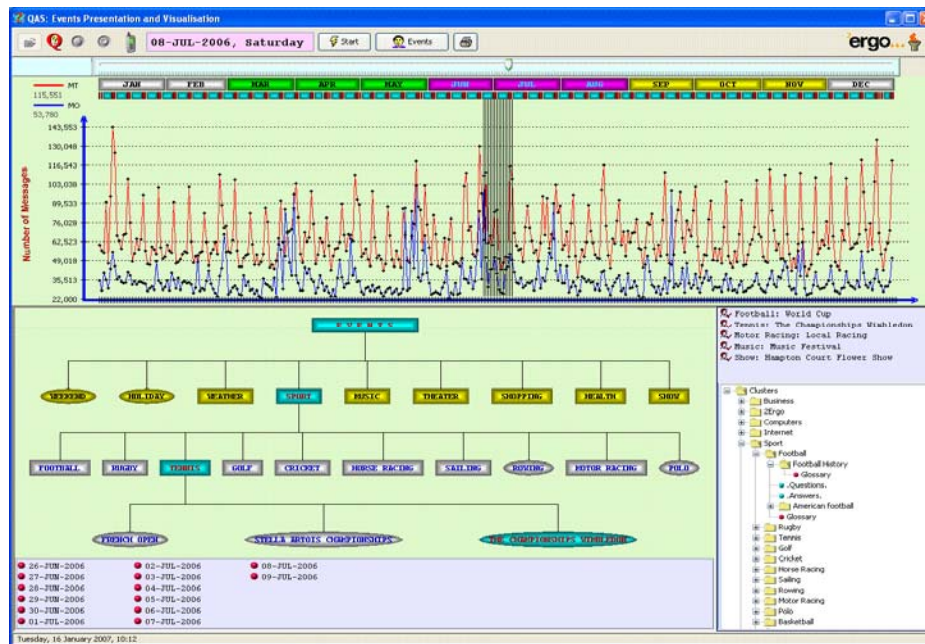 QAS: Events Presentation and Visualisation
08-JUL-2006, Saturday
Start
Events
ergo...
MT
115,551
MO
53,760
JAN
FEB
MAR
APR
MAY
JUN
JUL
AUG
SEP
OCT
NOV
DEC
Number of Messages
143,553
130,048
116,543
103,038
89,533
76,028
62,523
49,018
35,513
22,000
EVENTS
WEEKEND
HOLIDAY
WEATHER
SPORT
MUSIC
THEATER
SHOPPING
HEALTH
SHOW
FOOTBALL
RUGBY
TENNIS
GOLF
CRICKET
HORSE RACING
SAILING
ROWING
MOTOR RACING
POLO
FRENCH OPEN
STELLA ARTOIS CHAMPIONSHIPS
THE CHAMPIONSHIPS WIMBLEDON
26-JUN-2006
27-JUN-2006
28-JUN-2006
29-JUN-2006
30-JUN-2006
01-JUL-2006
02-JUL-2006
03-JUL-2006
04-JUL-2006
05-JUL-2006
06-JUL-2006
07-JUL-2006
08-JUL-2006
09-JUL-2006
Football: World Cup
Tennis: The Championships Wimbledon
Motor Racing: Local Racing
Music: Music Festival
Show: Hampton Court Flower Show
Clusters
Business
2Ergo
Computers
Internet
Sport
Football
Football History
Glossary
.Questions.
.Answers.
American football
Glossary
Rugby
Tennis
Golf
Cricket
Horse Racing
Sailing
Rowing
Motor Racing
Polo
Basketball
Tuesday, 16 January 2007, 10:12